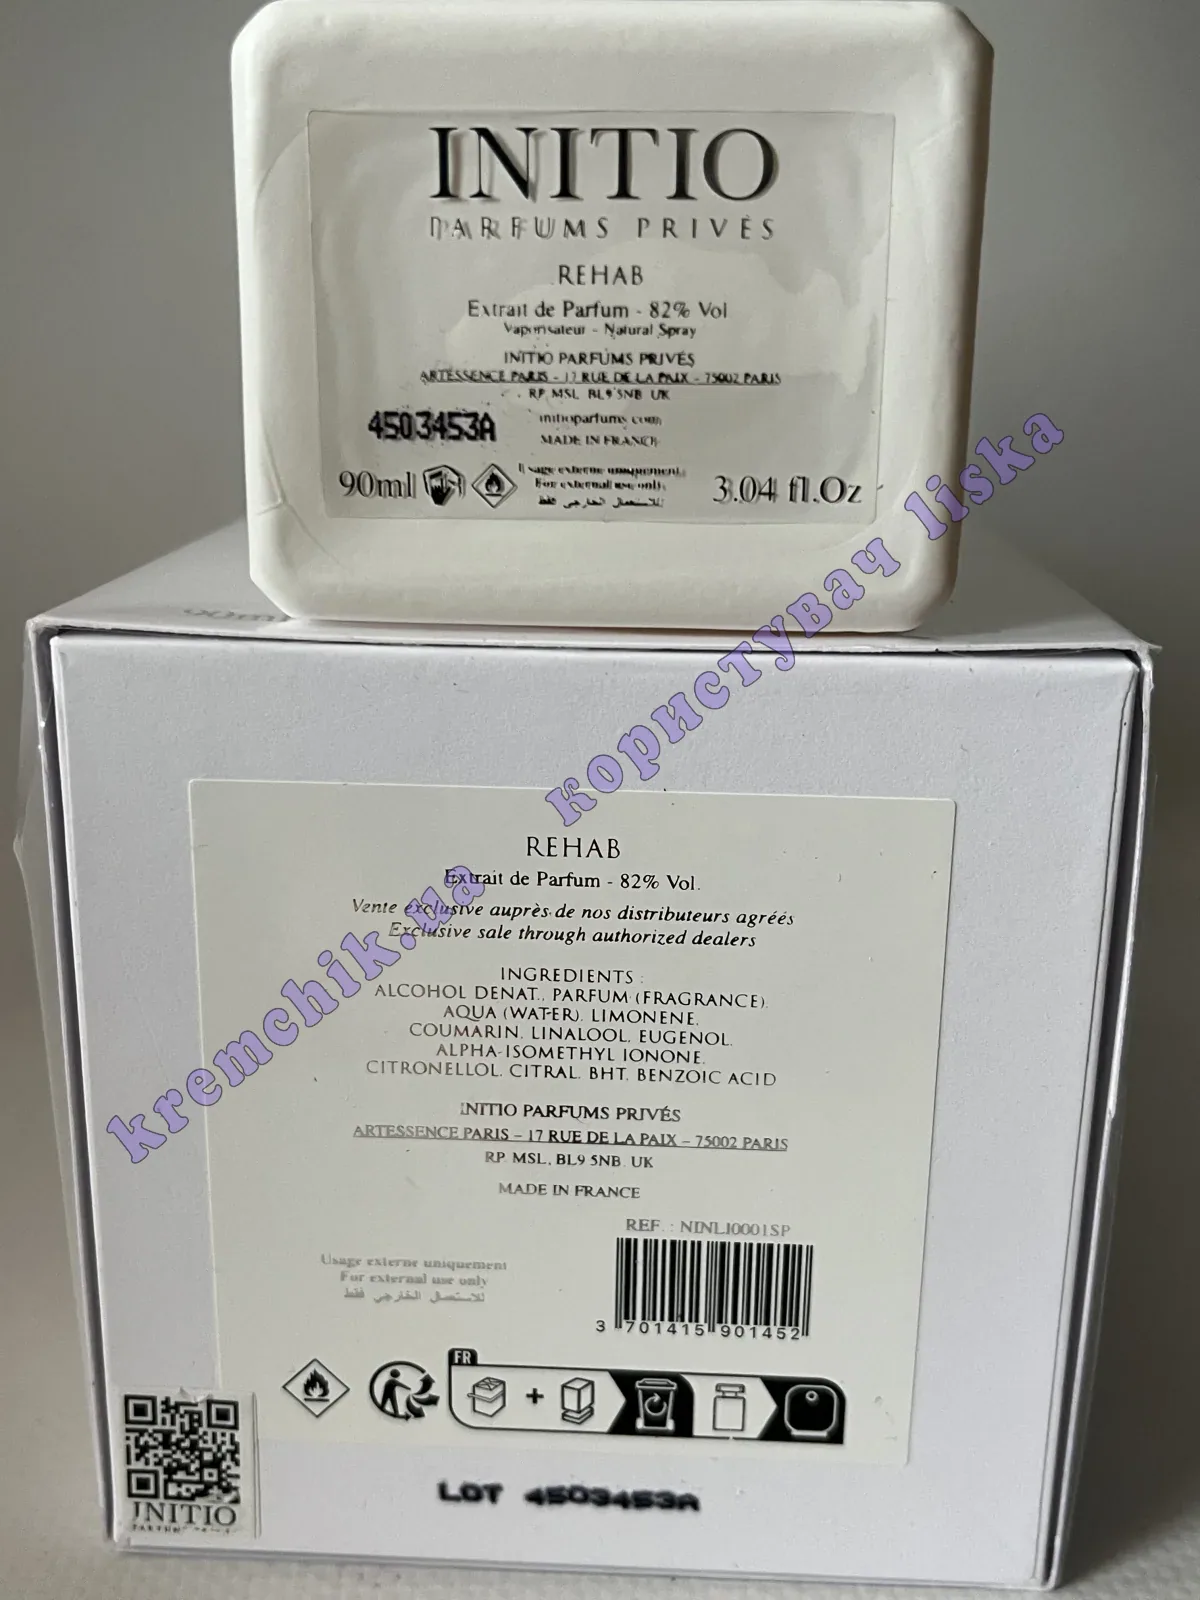 INITIO
PARFUMS PRIVÉS
REHAB
Extrait de Parfum - 82% Vol
Vaporisateur - Natural Spray
INITIO PARFUMS PRIVÉS
ARTESSENCE PARIS - 17 RUE DE LA PAIX - 75002 PARIS
RP. MSL, BL9 5NB UK
4503453A
initioparfums.com
MADE IN FRANCE
Usage externe uniquement
For external use only
للاستعمال الخارجي فقط
90ml
3.04 fl.Oz
користувач liska
kremchik.ua
REHAB
Extrait de Parfum - 82% Vol.
Vente exclusive auprès de nos distributeurs agréés
Exclusive sale through authorized dealers
INGREDIENTS :
ALCOHOL DENAT., PARFUM (FRAGRANCE),
AQUA (WATER), LIMONENE,
COUMARIN, LINALOOL, EUGENOL,
ALPHA-ISOMETHYL IONONE,
CITRONELLOL, CITRAL, BHT, BENZOIC ACID
INITIO PARFUMS PRIVÉS
ARTESSENCE PARIS – 17 RUE DE LA PAIX – 75002 PARIS
RP. MSL, BL9 5NB. UK
MADE IN FRANCE
REF. : NINLI0001SP
Usage externe uniquement
For external use only
للاستعمال الخارجي فقط
3 701415 901452
FR
+
INITIO
LOT 4503453A